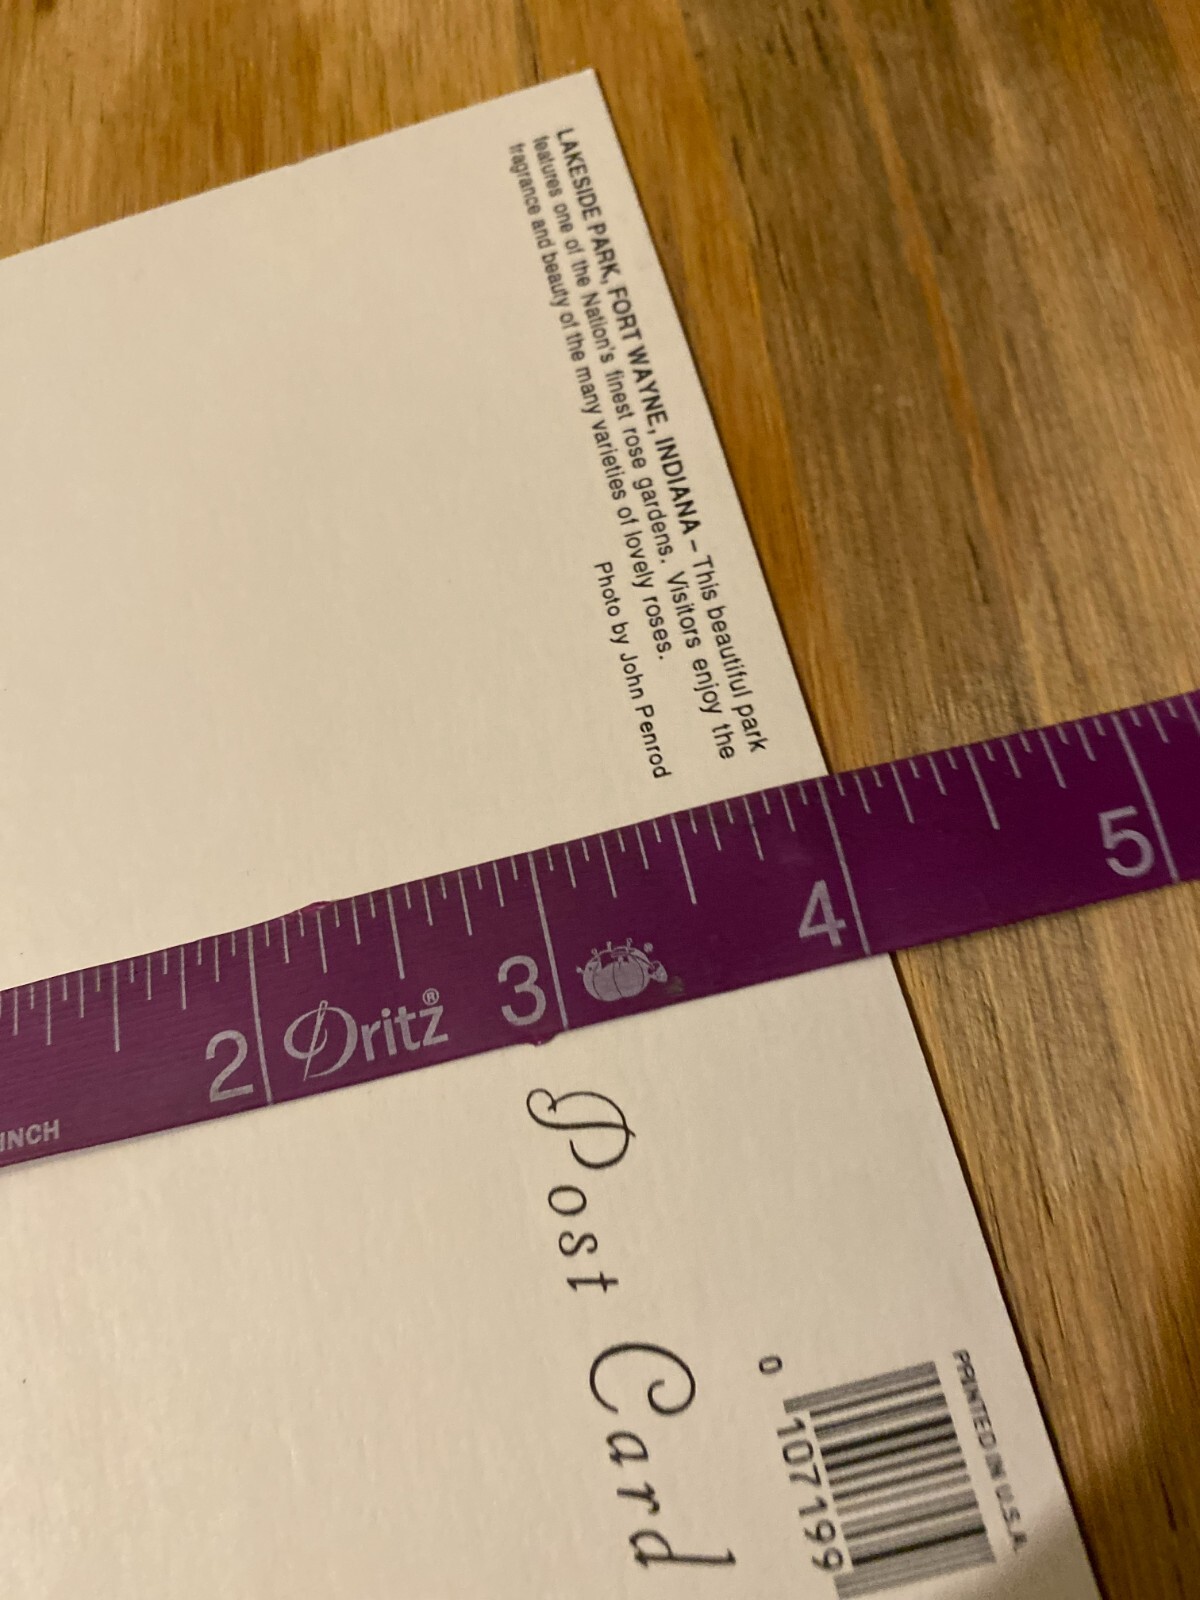 LAKESIDE PARK, FORT WAYNE, INDIANA – This beautiful park
features one of the Nation's finest rose gardens. Visitors enjoy the
fragrance and beauty of the many varieties of lovely roses.
Photo by John Penrod
2
Dritz®
3
4
5
INCH
Post Card
PRINTED IN U.S.A.
0
107199